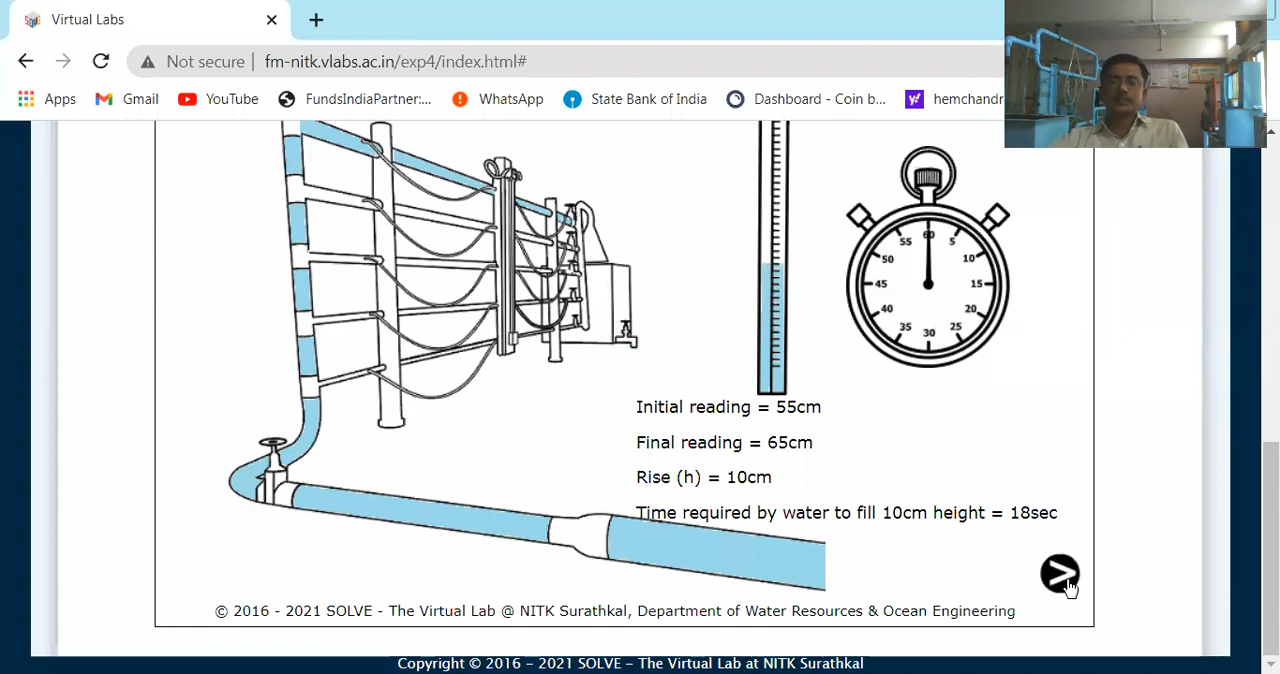 Virtual Labs
Not secure fm-nitk.vlabs.ac.in/exp4/index.html#
Apps Gmail YouTube FundsIndiaPartner:... WhatsApp State Bank of India Dashboard - Coin b... hemchandr
60
55 5
50 10
45 15
40 20
35 25
30
Initial reading = 55cm
Final reading = 65cm
Rise (h) = 10cm
Time required by water to fill 10cm height = 18sec
© 2016 - 2021 SOLVE - The Virtual Lab @ NITK Surathkal, Department of Water Resources & Ocean Engineering
Copyright © 2016 - 2021 SOLVE - The Virtual Lab at NITK Surathkal